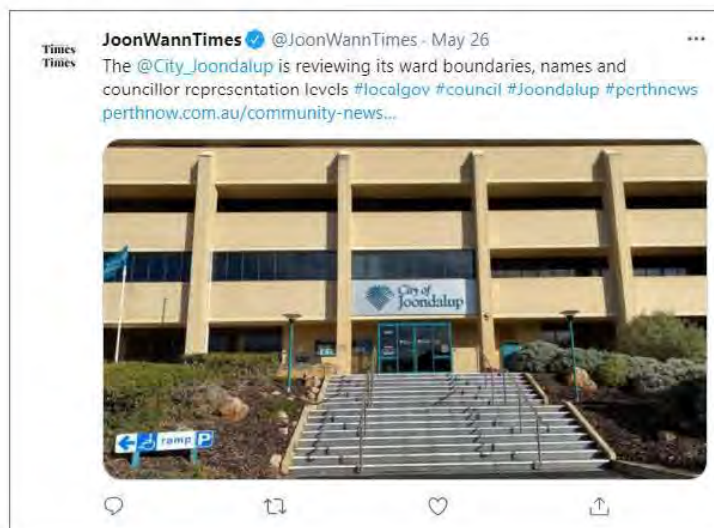 Times
Times
JoonWannTimes @JoonWannTimes · May 26
The @City_Joondalup is reviewing its ward boundaries, names and
councillor representation levels #localgov #council #Joondalup #perthnews
perthnow.com.au/community-news...
City of
Joondalup
ramp P